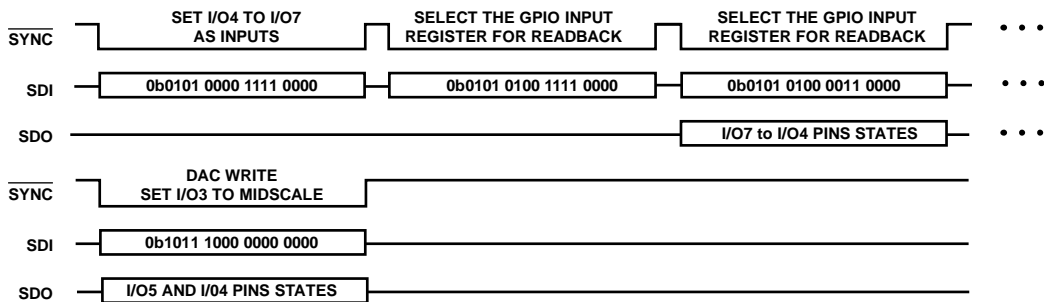 SET I/O4 TO I/O7
AS INPUTS
SELECT THE GPIO INPUT
REGISTER FOR READBACK
SELECT THE GPIO INPUT
REGISTER FOR READBACK
SYNC
SDI
0b0101 0000 1111 0000
0b0101 0100 1111 0000
0b0101 0100 0011 0000
SDO
I/O7 to I/O4 PINS STATES
DAC WRITE
SET I/O3 TO MIDSCALE
SYNC
SDI
0b1011 1000 0000 0000
SDO
I/O5 AND I/04 PINS STATES